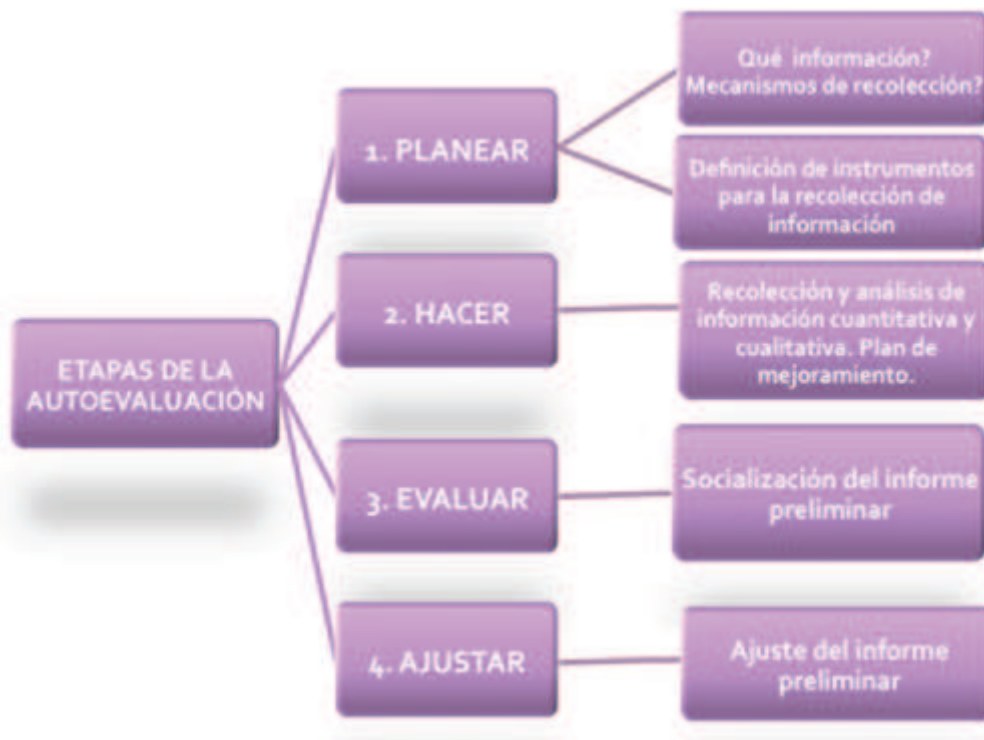 ETAPAS DE LA
AUTOEVALUACIÓN
1. PLANEAR
Qué información?
Mecanismos de recolección?
Definición de instrumentos
para la recolección de
información
2. HACER
Recolección y análisis de
información cuantitativa y
cualitativa. Plan de
mejoramiento.
3. EVALUAR
Socialización del informe
preliminar
4. AJUSTAR
Ajuste del informe
preliminar